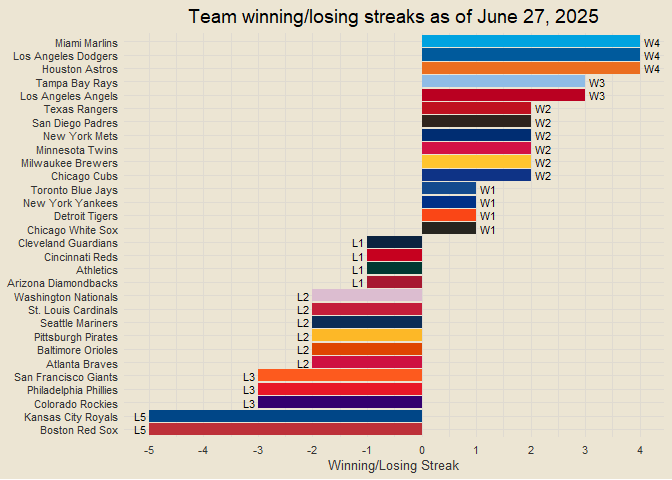 Team winning/losing streaks as of June 27, 2025
Miami Marlins W4
Los Angeles Dodgers W4
Houston Astros W4
Tampa Bay Rays W3
Los Angeles Angels W3
Texas Rangers W2
San Diego Padres W2
New York Mets W2
Minnesota Twins W2
Milwaukee Brewers W2
Chicago Cubs W2
Toronto Blue Jays W1
New York Yankees W1
Detroit Tigers W1
Chicago White Sox W1
Cleveland Guardians L1
Cincinnati Reds L1
Athletics L1
Arizona Diamondbacks L1
Washington Nationals L2
St. Louis Cardinals L2
Seattle Mariners L2
Pittsburgh Pirates L2
Baltimore Orioles L2
Atlanta Braves L2
San Francisco Giants L3
Philadelphia Phillies L3
Colorado Rockies L3
Kansas City Royals L5
Boston Red Sox L5
-5 -4 -3 -2 -1 0 1 2 3 4
Winning/Losing Streak